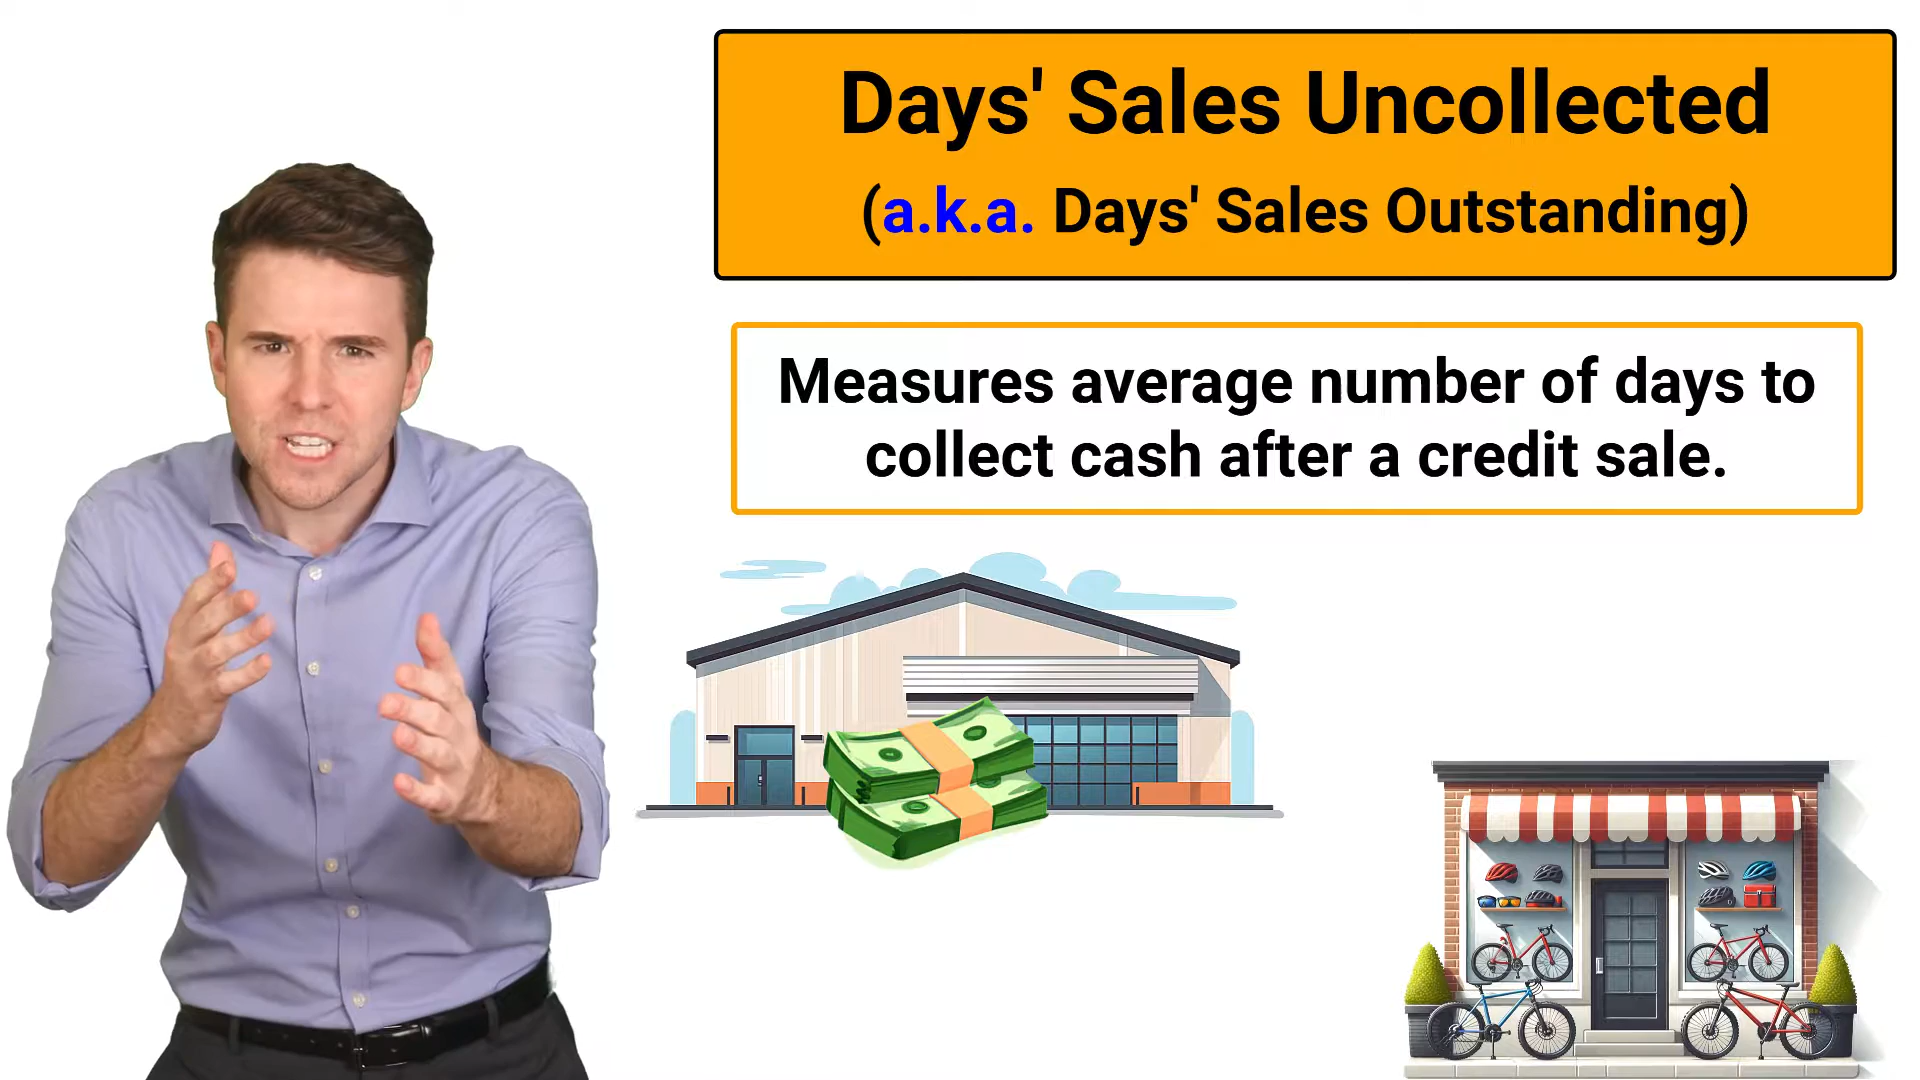 Days' Sales Uncollected
(a.k.a. Days' Sales Outstanding)
Measures average number of days to
collect cash after a credit sale.